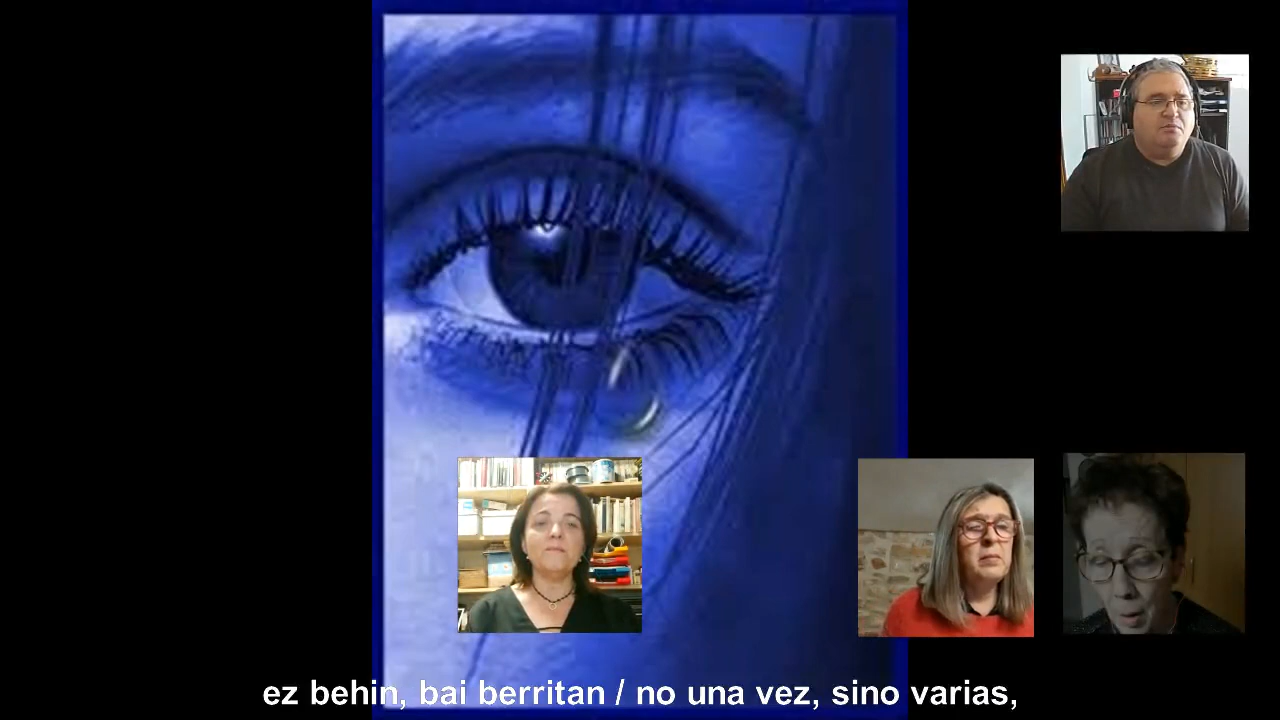 ez behin, bai berritan / no una vez, sino varias,